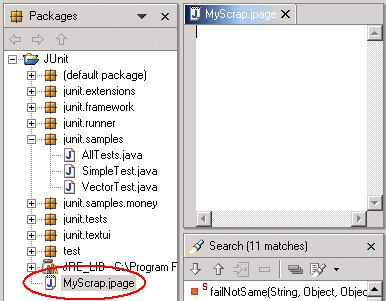 Packages
JUnit
(default package)
junit.extensions
junit.framework
junit.runner
junit.samples
AllTests.java
SimpleTest.java
VectorTest.java
junit.samples.money
junit.tests
junit.textui
test
JRE_LIB - C:\Program F
MyScrap.jpage
MyScrap.jpage
Search (11 matches)
failNotSame(String, Object, Objec